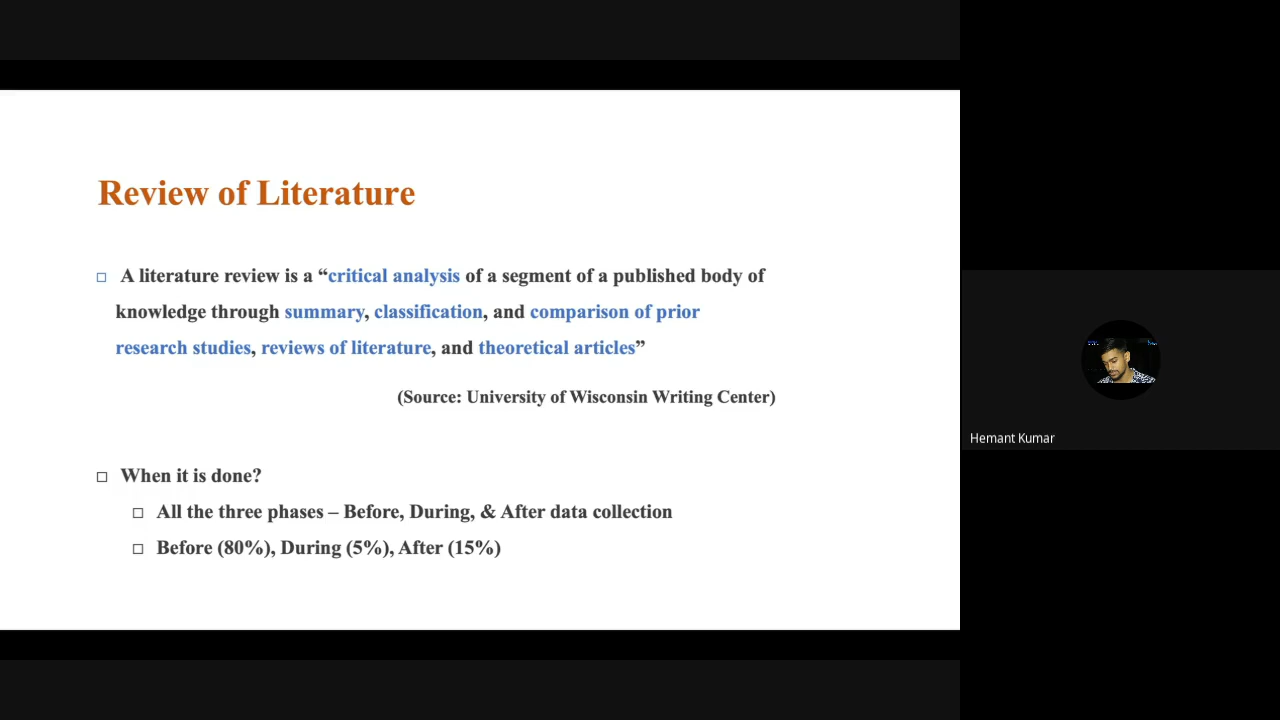 Review of Literature
□ A literature review is a “critical analysis of a segment of a published body of
knowledge through summary, classification, and comparison of prior
research studies, reviews of literature, and theoretical articles”
(Source: University of Wisconsin Writing Center)
□ When it is done?
□ All the three phases – Before, During, & After data collection
□ Before (80%), During (5%), After (15%)
Hemant Kumar